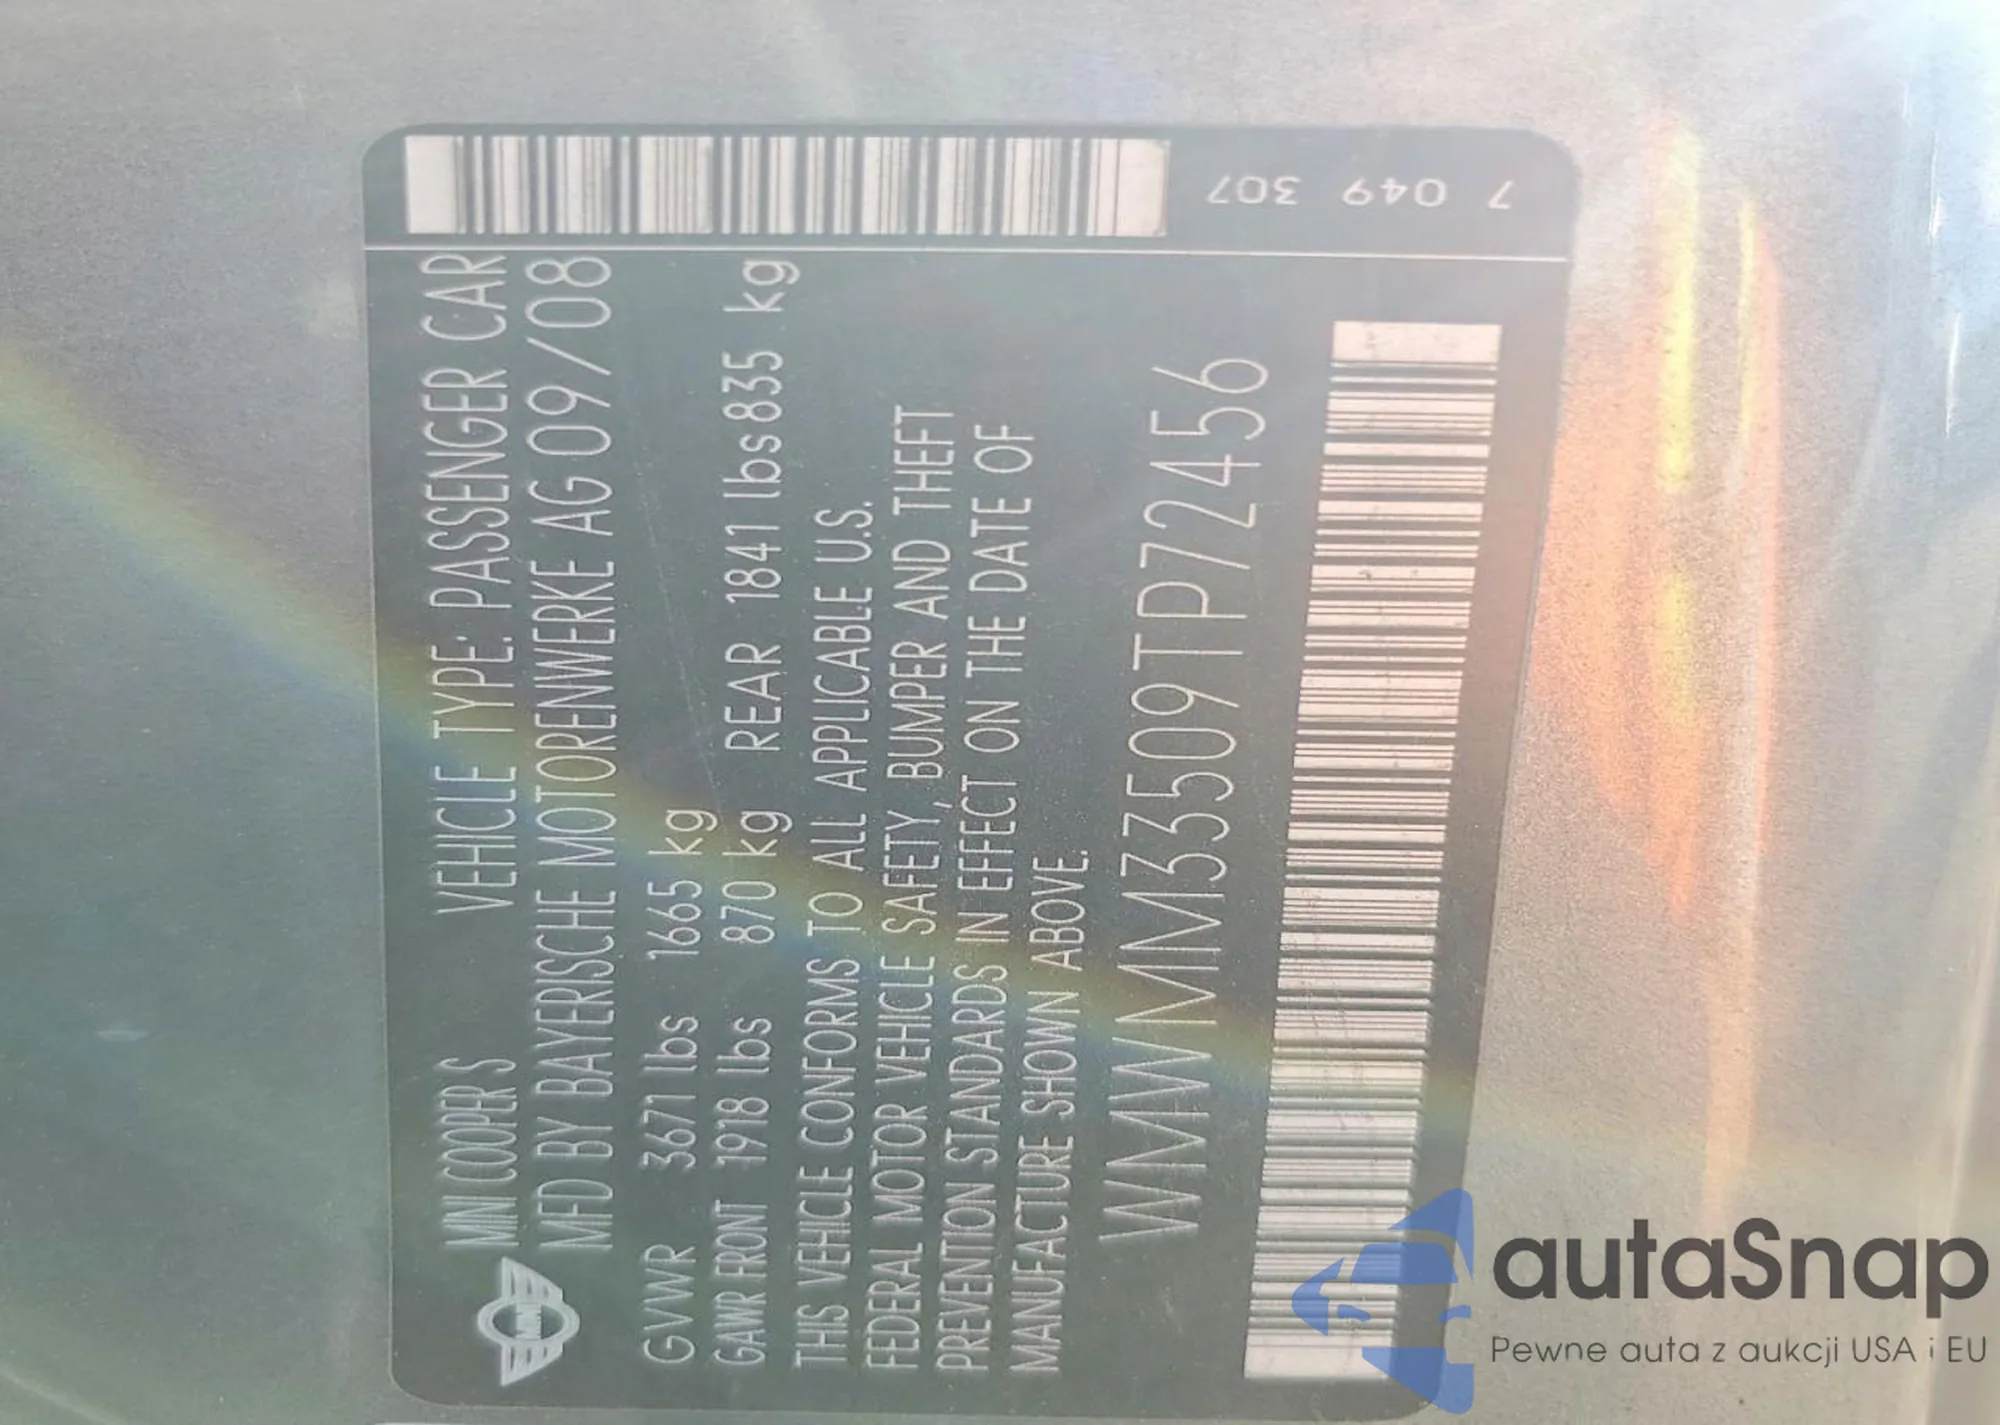 MINI
MINI COOPER S VEHICLE TYPE: PASSENGER CAR
MFD BY BAYERISCHE MOTORENWERKE AG 09/08
GVWR 3671 lbs 1665 kg
GAWR FRONT 1918 lbs 870 kg REAR 1841 lbs 835 kg
THIS VEHICLE CONFORMS TO ALL APPLICABLE U.S.
FEDERAL MOTOR VEHICLE SAFETY, BUMPER AND THEFT
PREVENTION STANDARDS IN EFFECT ON THE DATE OF
MANUFACTURE SHOWN ABOVE.
WMWMM33509TP72456
7 049 307
autaSnap
Pewne auta z aukcji USA i EU